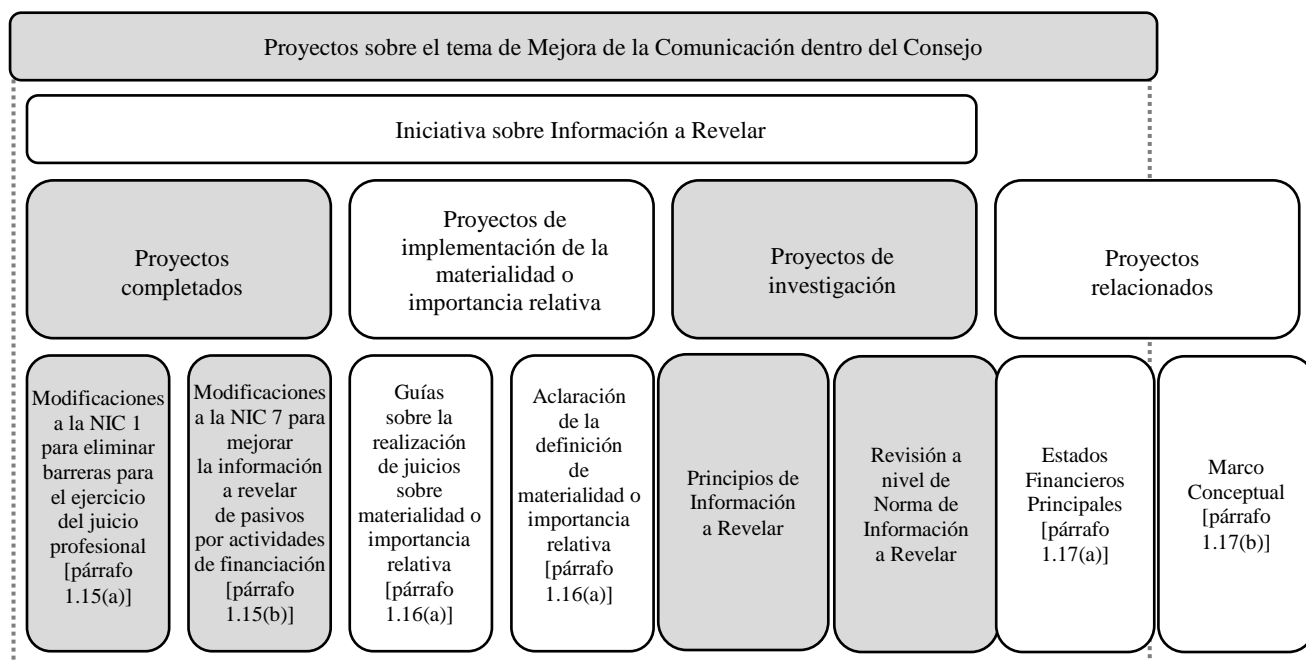 Proyectos sobre el tema de Mejora de la Comunicación dentro del Consejo
Iniciativa sobre Información a Revelar
Proyectos
completados
Proyectos de
implementación de la
materialidad o
importancia relativa
Proyectos de
investigación
Proyectos
relacionados
Modificaciones
a la NIC 1
para eliminar
barreras para
el ejercicio
del juicio
profesional
[párrafo
1.15(a)]
Modificaciones
a la NIC 7 para
mejorar
la información
a revelar
de pasivos
por actividades
de financiación
[párrafo
1.15(b)]
Guías
sobre la
realización
de juicios
sobre
materialidad o
importancia
relativa
[párrafo
1.16(a)]
Aclaración
de la
definición
de
materialidad o
importancia
relativa
[párrafo
1.16(a)]
Principios de
Información
a Revelar
Revisión a
nivel de
Norma de
Información
a Revelar
Estados
Financieros
Principales
[párrafo
1.17(a)]
Marco
Conceptual
[párrafo
1.17(b)]